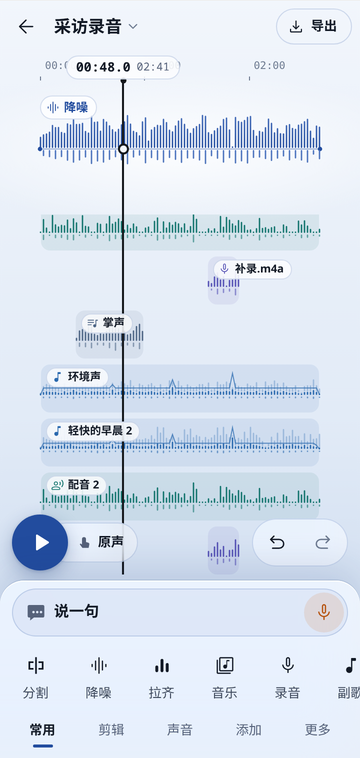 采访录音
导出
00:48.0 02:41
02:00
降噪
补录.m4a
掌声
环境声
轻快的早晨 2
配音 2
原声
说一句
分割
降噪
拉齐
音乐
录音
副歌
常用
剪辑
声音
添加
更多